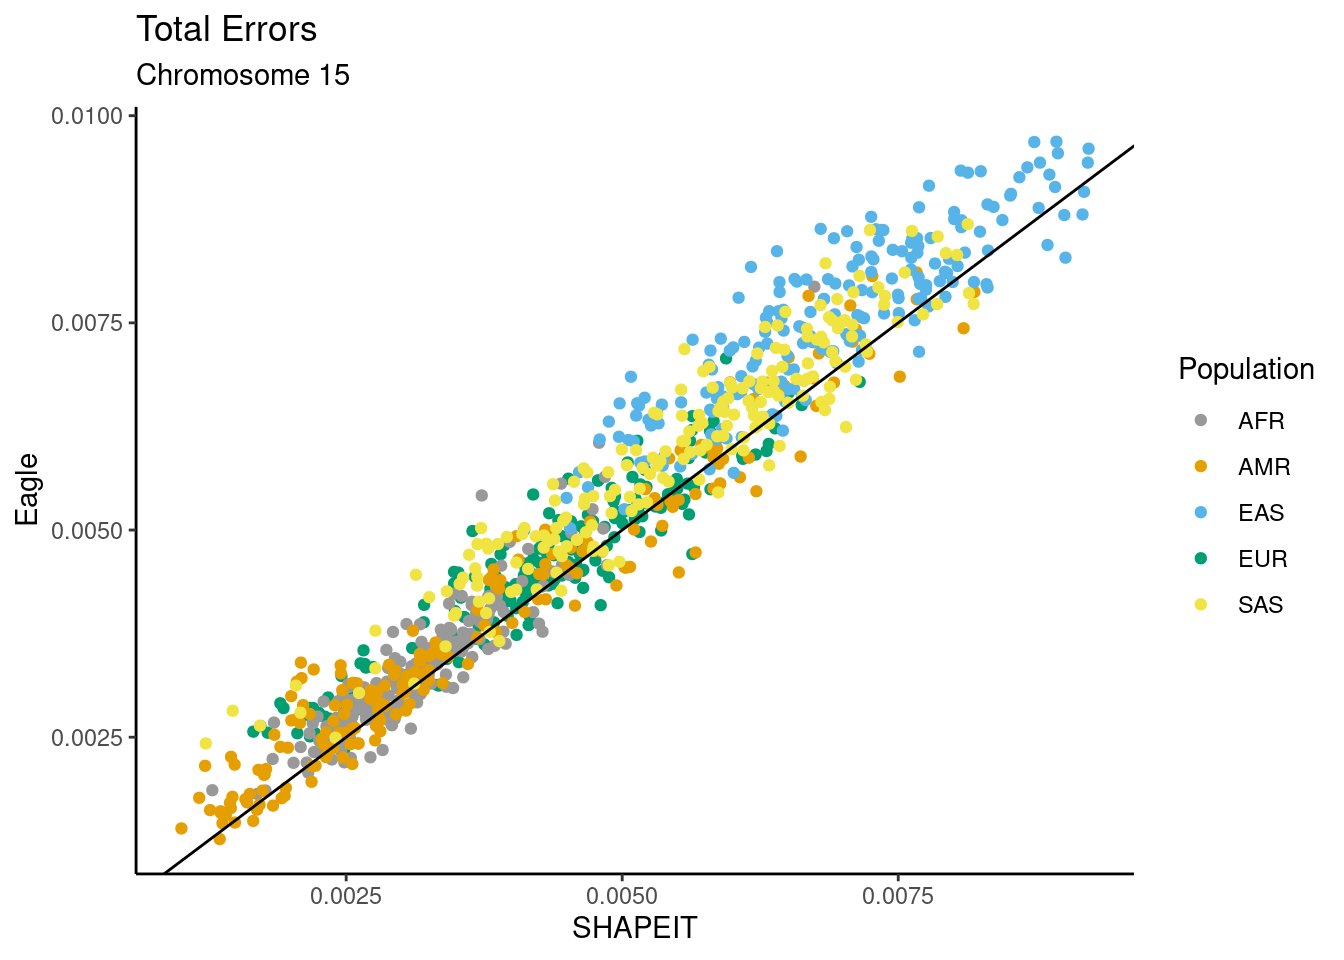 Total Errors
Chromosome 15
0.0100
0.0075
0.0050
0.0025
Eagle
0.0025 0.0050 0.0075
SHAPEIT
Population
AFR
AMR
EAS
EUR
SAS